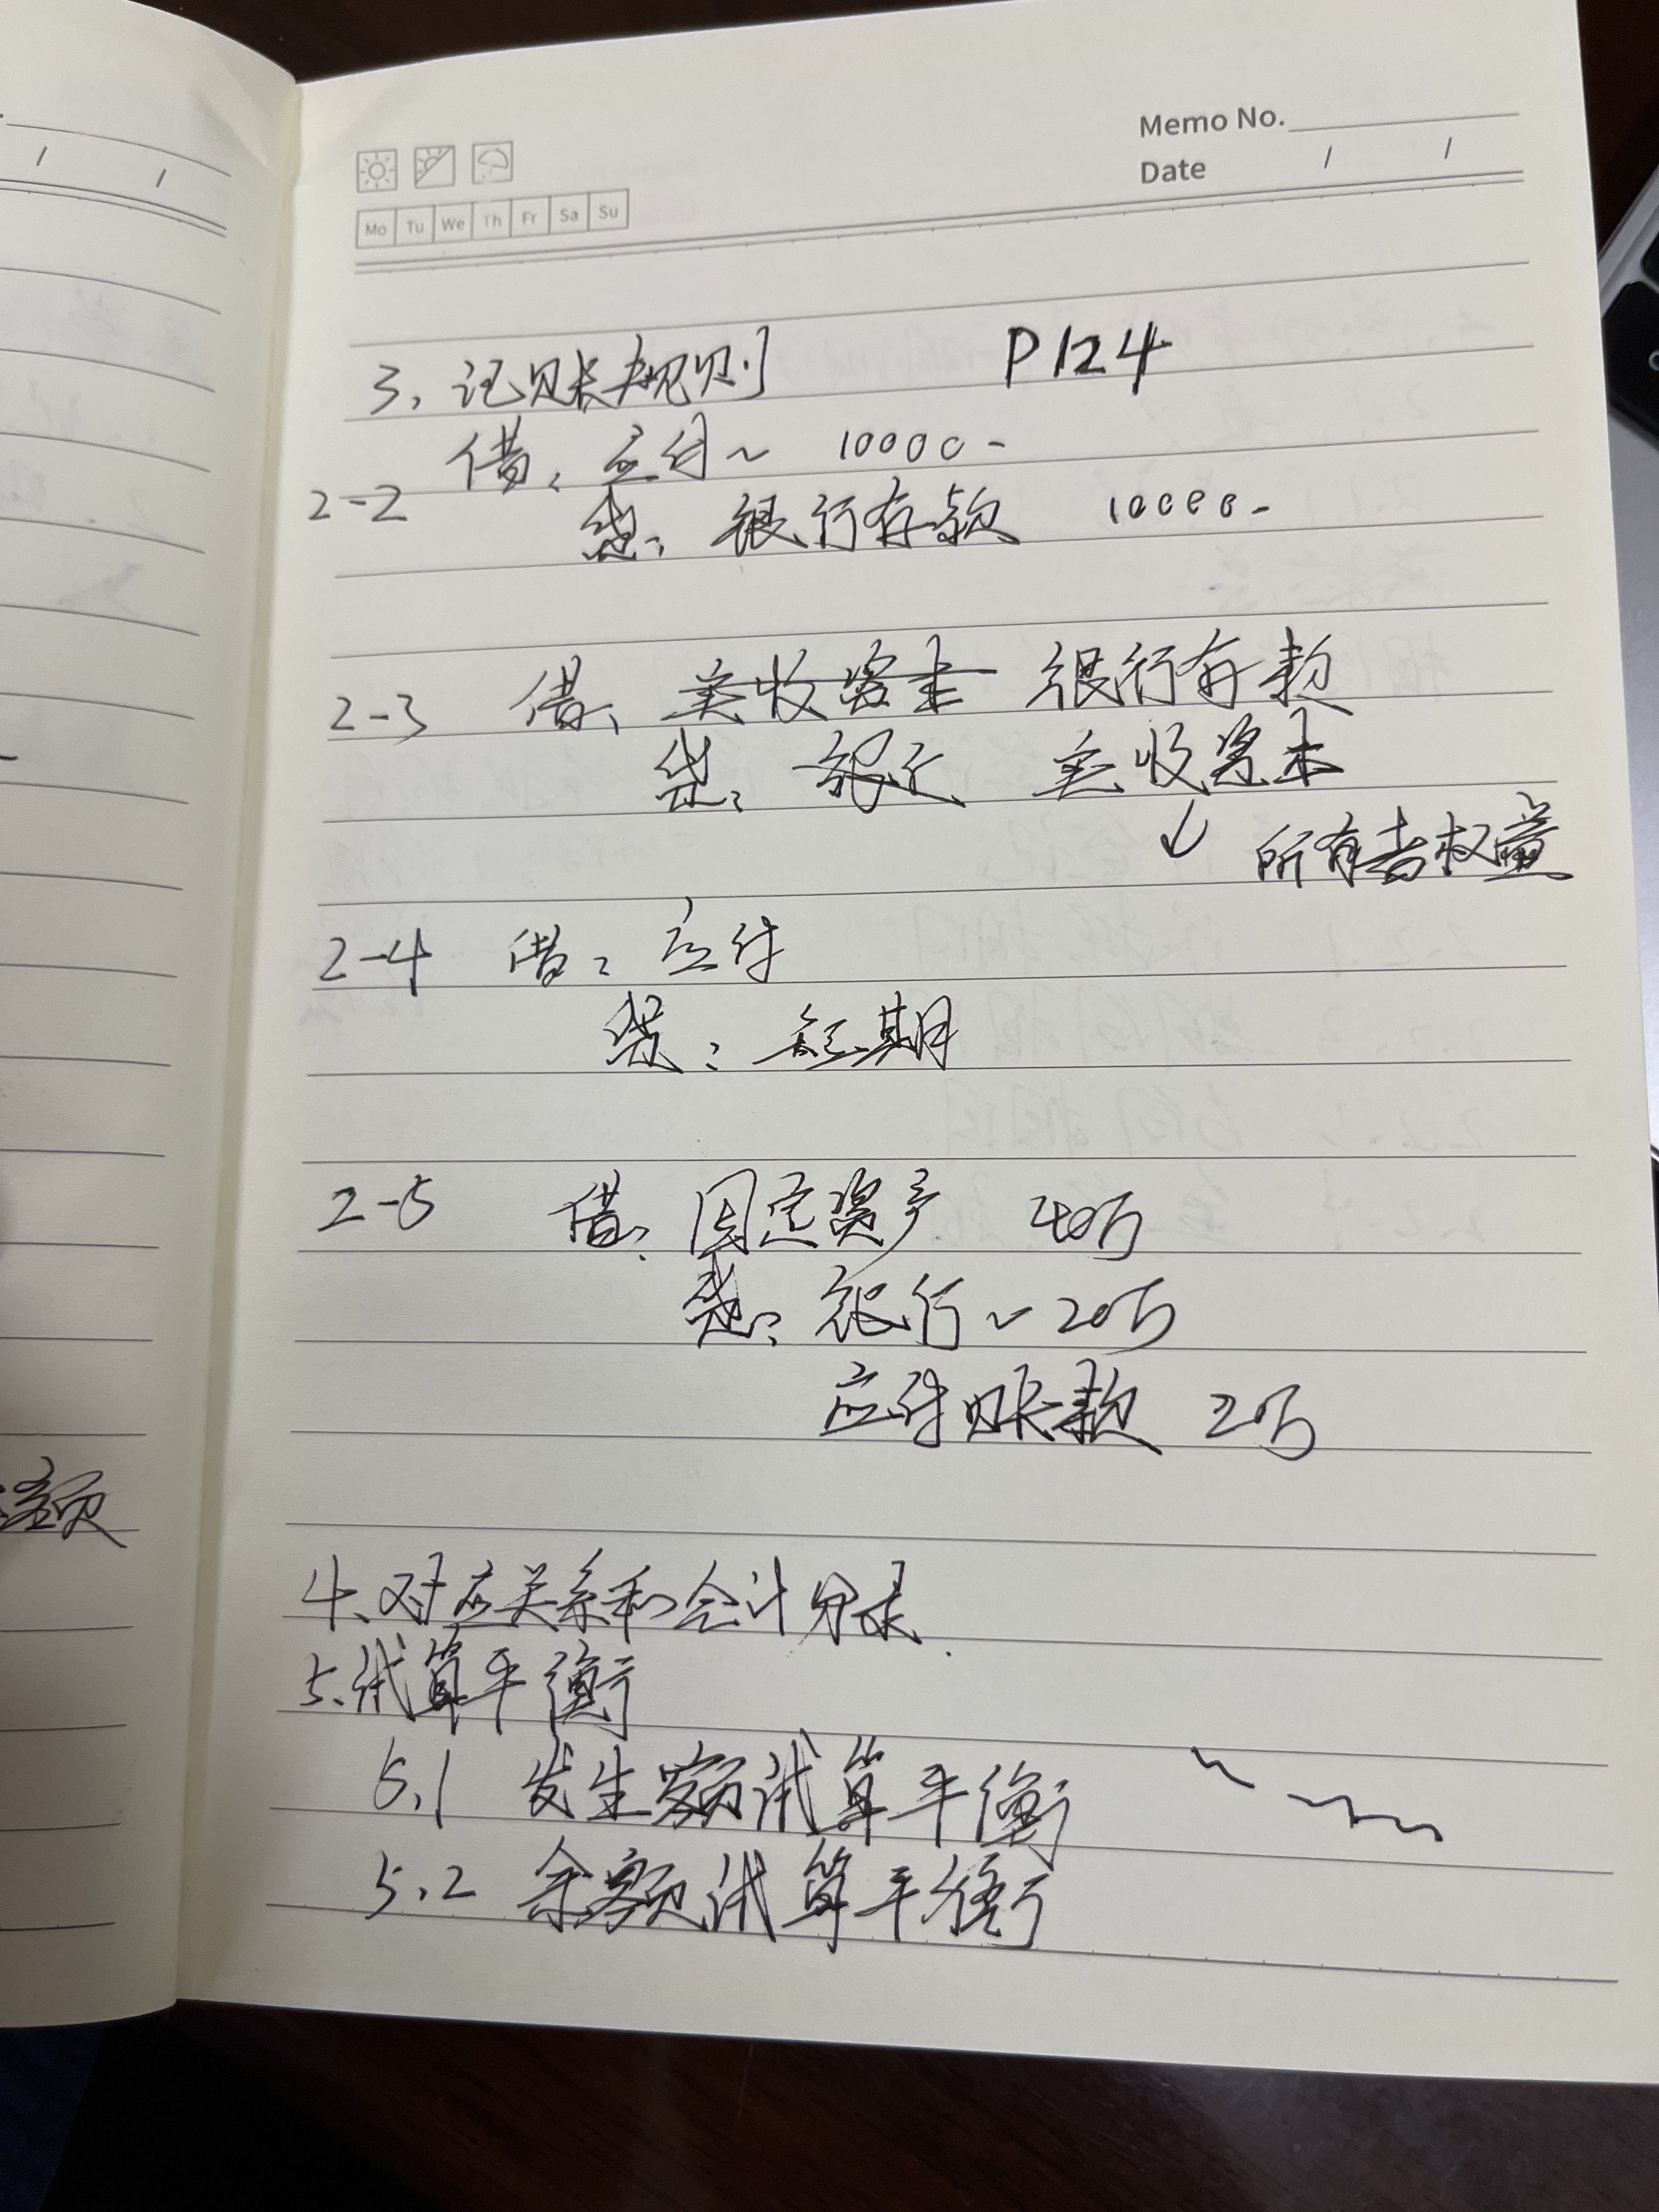 Memo No.
Date / /
Mo Tu We Th Fr Sa Su
3、记账规则 P124
借：应付~ 10000-
2-2
贷：银行存款 10000-
2-3 借：实收资本 银行存款
贷：银行 实收资本
↓ 所有者权益
2-4 借：应付
贷：短期
2-5 借：固定资产 40万
贷：银行~20万
应付账款 20万
4、对应关系和会计分录
5、试算平衡
5.1 发生额试算平衡
5.2 余额试算平衡
额